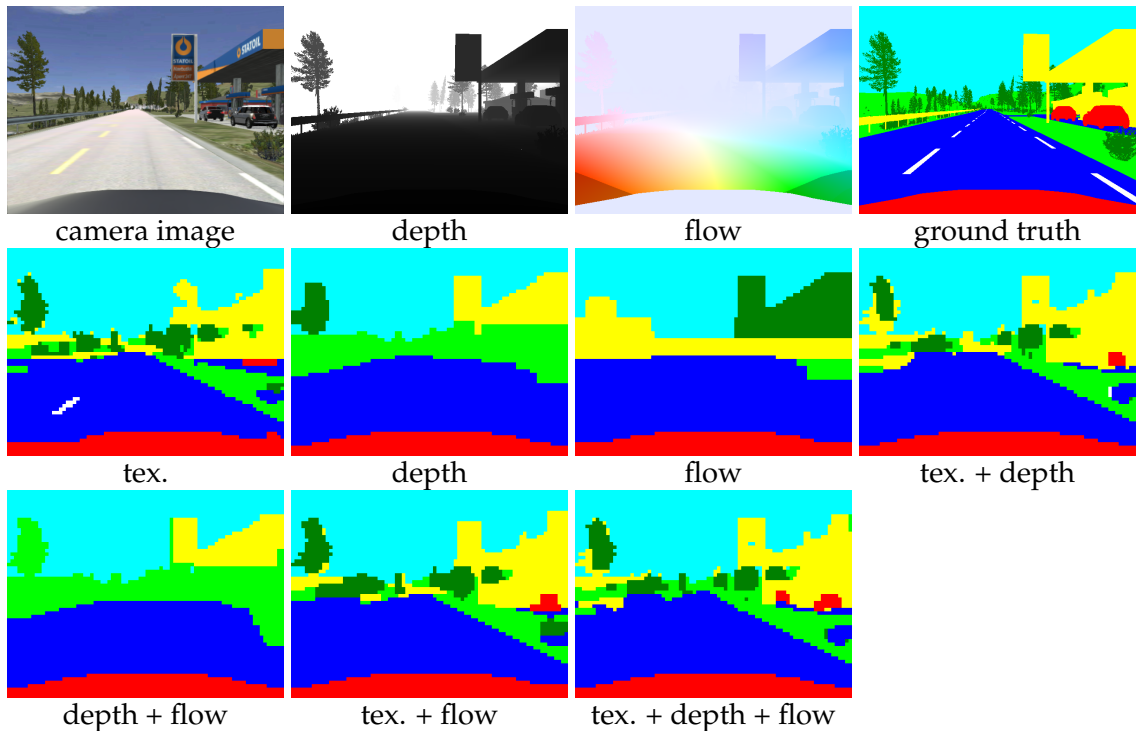 STATOIL
STATOIL
camera image
depth
flow
ground truth
tex.
depth
flow
tex. + depth
depth + flow
tex. + flow
tex. + depth + flow